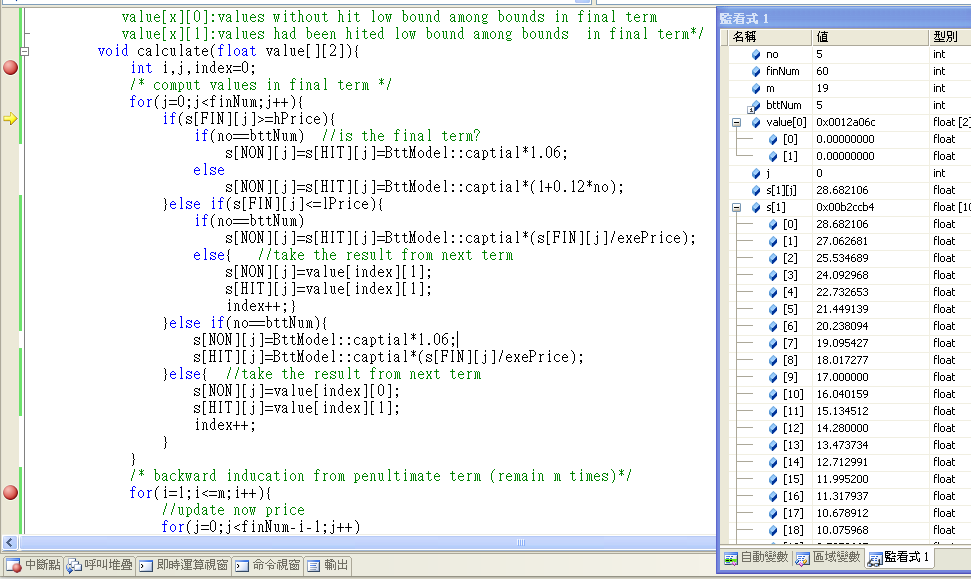 value[x][0]:values without hit low bound among bounds in final term
value[x][1]:values had been hited low bound among bounds  in final term*/
void calculate(float value[][2]){
int i,j,index=0;
/* comput values in final term */
for(j=0;j<finNum;j++){
if(s[FIN][j]>=hPrice){
if(no==bttNum)  //is the final term?
s[NON][j]=s[HIT][j]=BttModel::captial*1.06;
else
s[NON][j]=s[HIT][j]=BttModel::captial*(1+0.12*no);
}else if(s[FIN][j]<=lPrice){
if(no==bttNum)
s[NON][j]=s[HIT][j]=BttModel::captial*(s[FIN][j]/exePrice);
else{   //take the result from next term
s[NON][j]=value[index][1];
s[HIT][j]=value[index][1];
index++;}
}else if(no==bttNum){
s[NON][j]=BttModel::captial*1.06;
s[HIT][j]=BttModel::captial*(s[FIN][j]/exePrice);
}else{  //take the result from next term
s[NON][j]=value[index][0];
s[HIT][j]=value[index][1];
index++;
}
}
/* backward inducation from penultimate term (remain m times)*/
for(i=1;i<=m;i++){
//update now price
for(j=0;j<finNum-i-1;j++)
中斷點 呼叫堆疊 即時運算視窗 命令視窗 輸出
監看式 1
名稱 值 型別
no 5 int
finNum 60 int
m 19 int
bttNum 5 int
value[0] 0x0012a06c float [2]
[0] 0.00000000 float
[1] 0.00000000 float
j 0 int
s[1][j] 28.682106 float
s[1] 0x00b2ccb4 float [10
[0] 28.682106 float
[1] 27.062681 float
[2] 25.534689 float
[3] 24.092968 float
[4] 22.732653 float
[5] 21.449139 float
[6] 20.238094 float
[7] 19.095427 float
[8] 18.017277 float
[9] 17.000000 float
[10] 16.040159 float
[11] 15.134512 float
[12] 14.280000 float
[13] 13.473734 float
[14] 12.712991 float
[15] 11.995200 float
[16] 11.317937 float
[17] 10.678912 float
[18] 10.075968 float
自動變數 區域變數 監看式 1